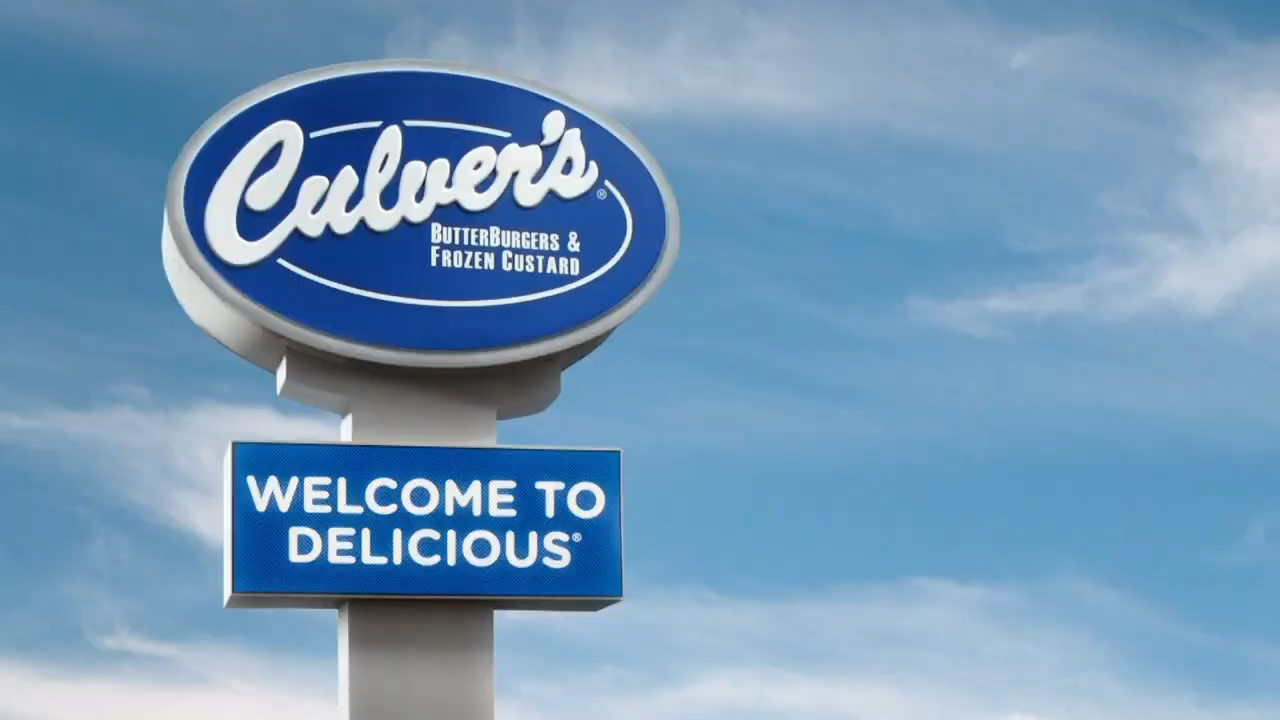 Culver's®
BUTTERBURGERS &
FROZEN CUSTARD
WELCOME TO
DELICIOUS®